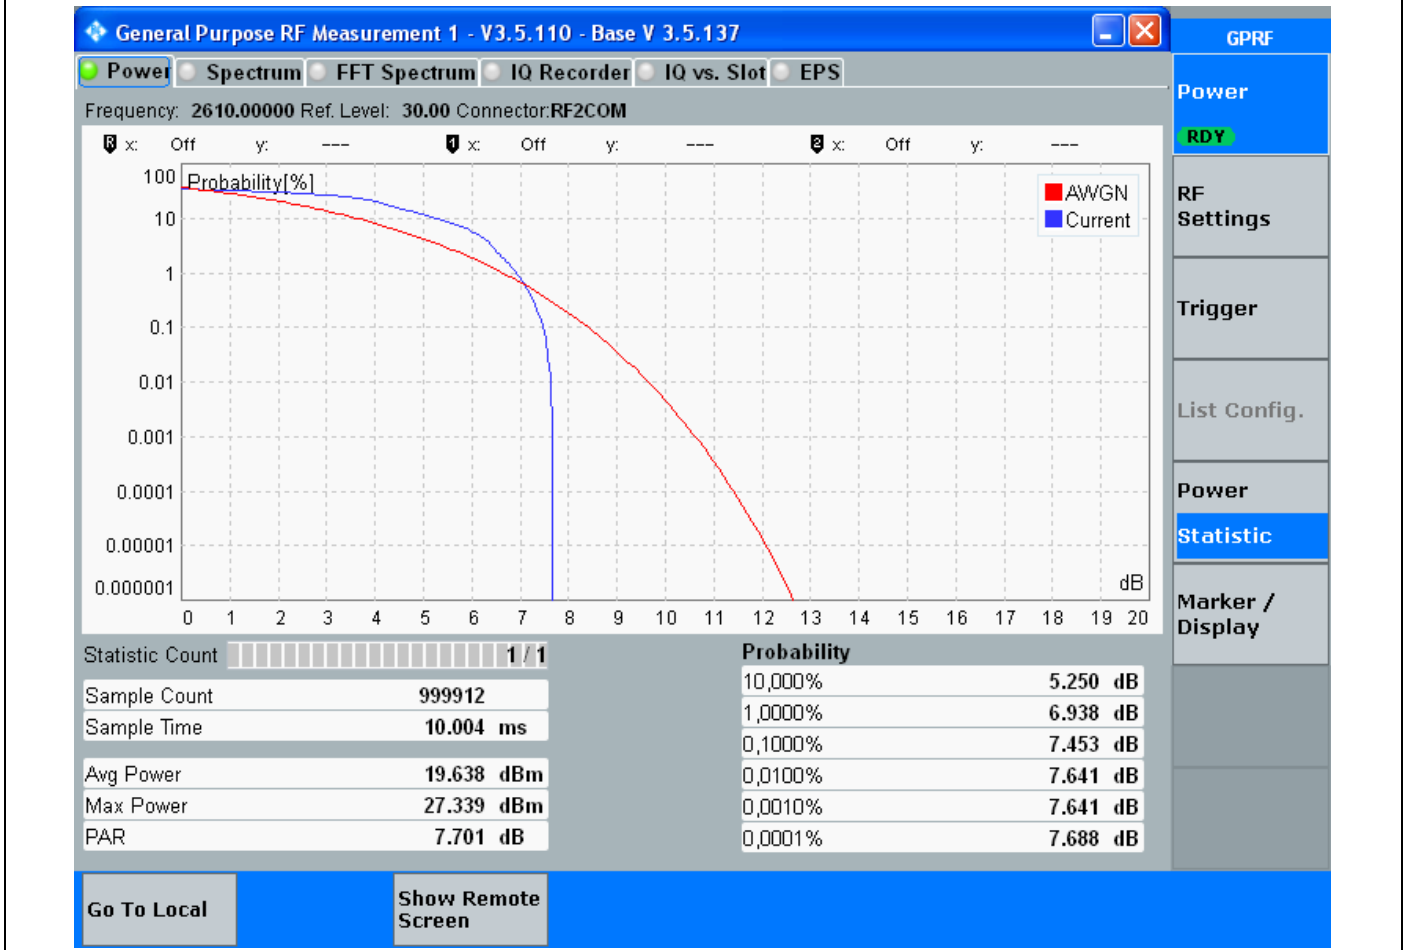 General Purpose RF Measurement 1 - V3.5.110 - Base V 3.5.137
GPRF
Power Spectrum FFT Spectrum IQ Recorder IQ vs. Slot EPS
Frequency: 2610.00000 Ref. Level: 30.00 Connector:RF2COM
R x: Off y: --- 1 x: Off y: --- 2 x: Off y: ---
Probability[%]
AWGN
Current
100
10
1
0.1
0.01
0.001
0.0001
0.00001
0.000001
dB
0 1 2 3 4 5 6 7 8 9 10 11 12 13 14 15 16 17 18 19 20
Statistic Count 1 / 1
Sample Count 999912
Sample Time 10.004 ms
Avg Power 19.638 dBm
Max Power 27.339 dBm
PAR 7.701 dB
Probability
10,000% 5.250 dB
1,0000% 6.938 dB
0,1000% 7.453 dB
0,0100% 7.641 dB
0,0010% 7.641 dB
0,0001% 7.688 dB
Power
RDY
RF
Settings
Trigger
List Config.
Power
Statistic
Marker /
Display
Go To Local
Show Remote
Screen